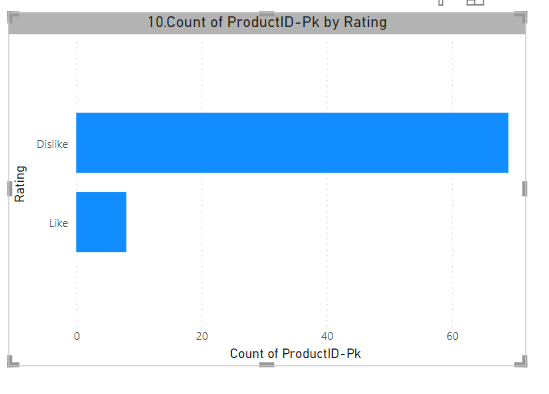 10.Count of ProductID-Pk by Rating
Dislike
Like
Rating
0 20 40 60
Count of ProductID-Pk